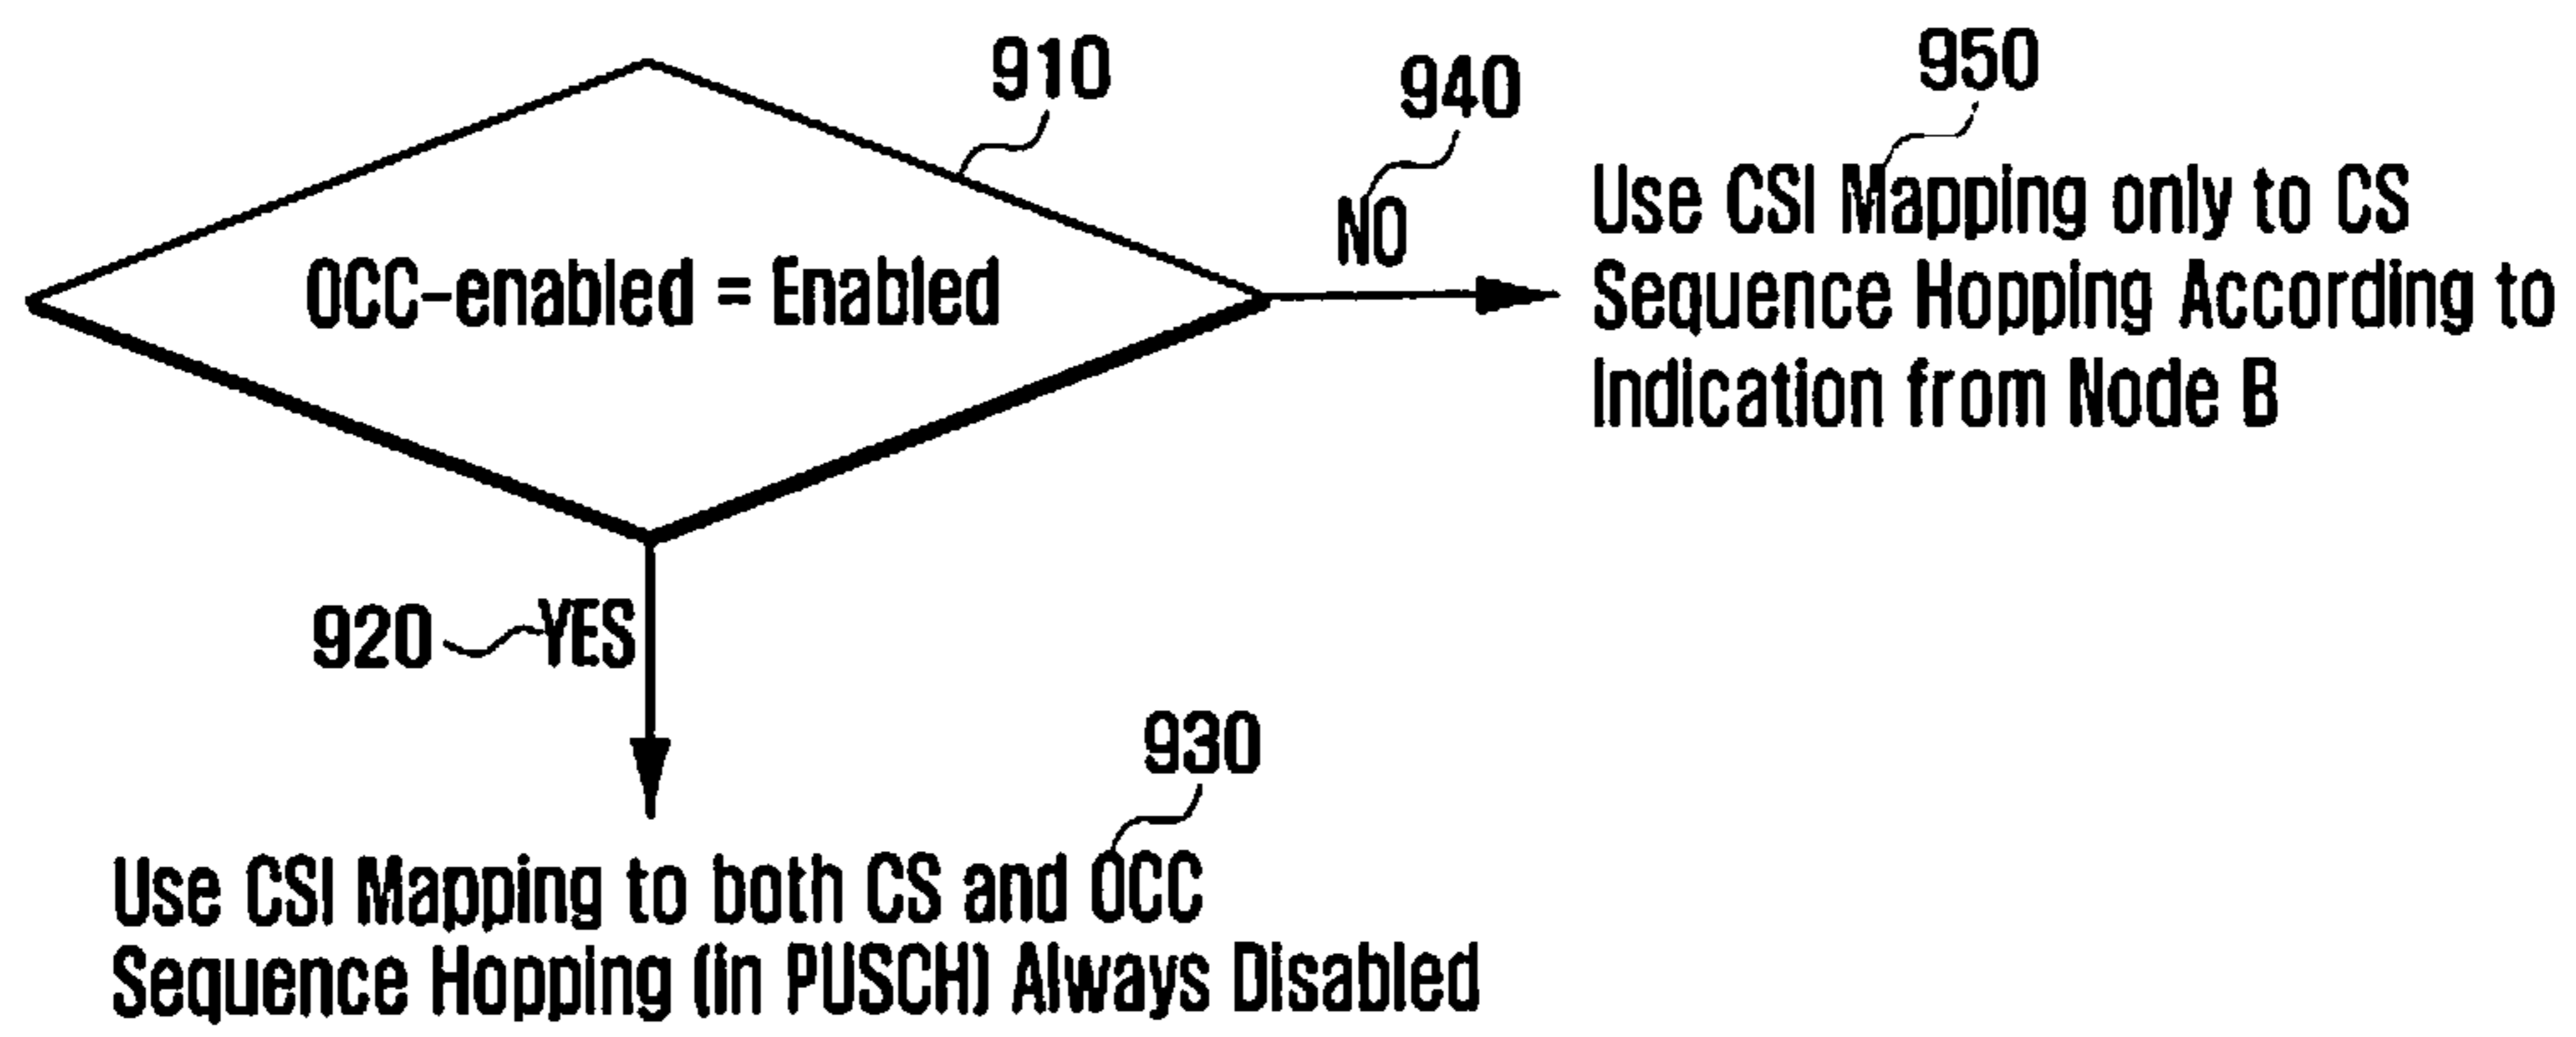 910
940
950
OCC-enabled = Enabled
NO
Use CSI Mapping only to CS
Sequence Hopping According to
Indication from Node B
920
YES
930
Use CSI Mapping to both CS and OCC
Sequence Hopping (in PUSCH) Always Disabled